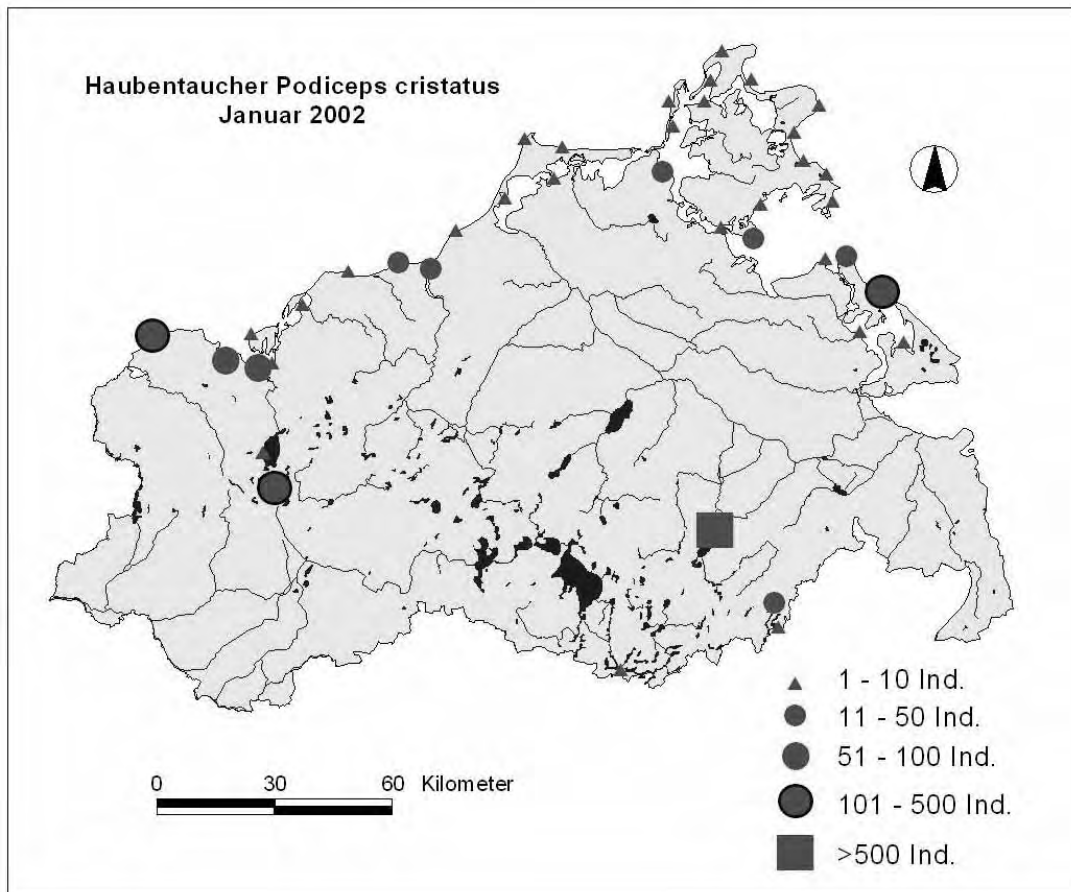 Haubentaucher Podiceps cristatus
Januar 2002
1 - 10 Ind.
11 - 50 Ind.
51 - 100 Ind.
101 - 500 Ind.
>500 Ind.
0 30 60 Kilometer